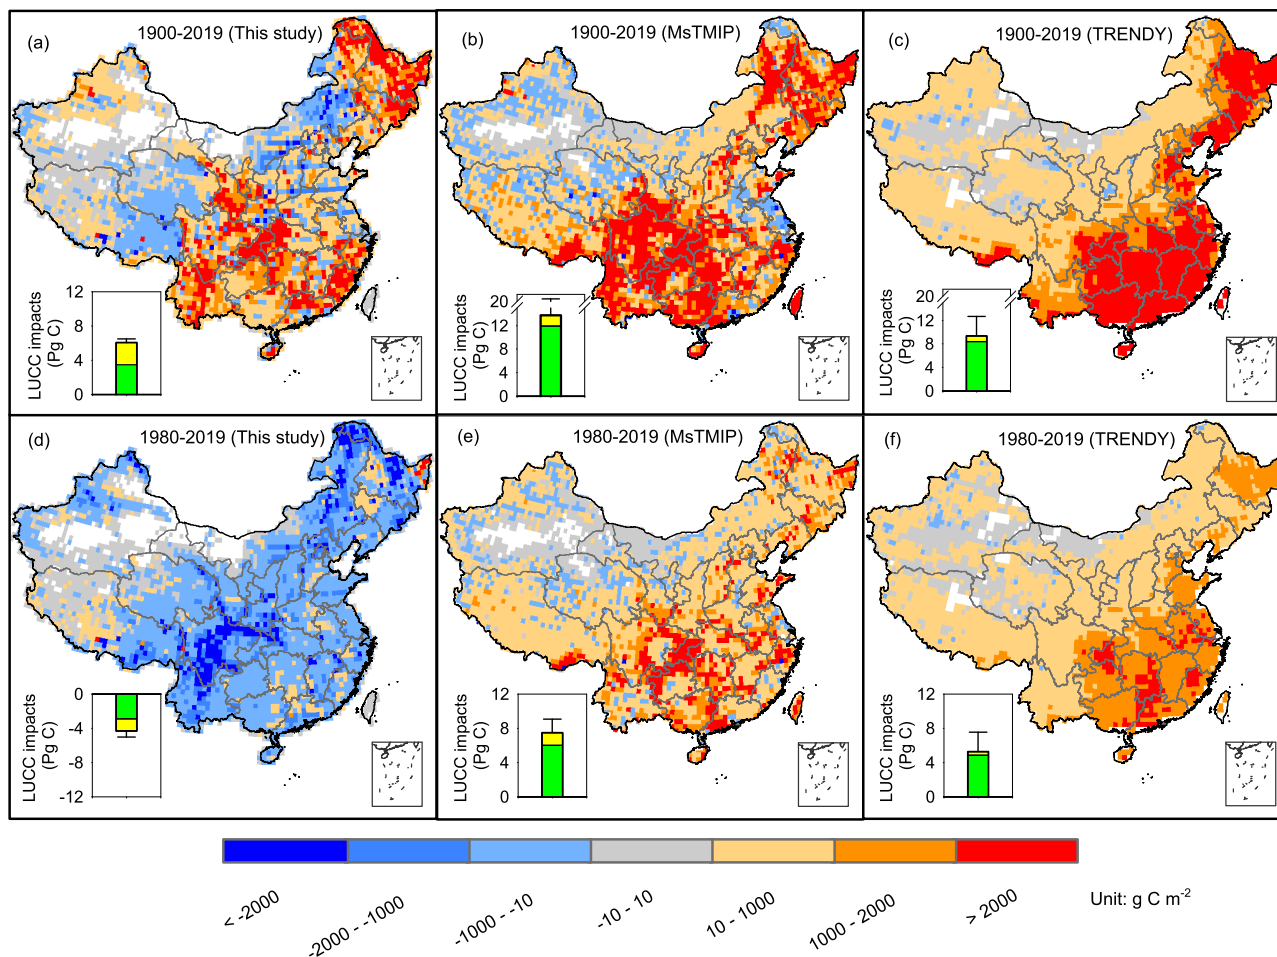 (a)
1900-2019 (This study)
LUCC impacts
(Pg C)
12
8
4
0
(b)
1900-2019 (MsTMIP)
LUCC impacts
(Pg C)
20
12
8
4
0
(c)
1900-2019 (TRENDY)
LUCC impacts
(Pg C)
20
12
8
4
0
(d)
1980-2019 (This study)
LUCC impacts
(Pg C)
0
-4
-8
-12
(e)
1980-2019 (MsTMIP)
LUCC impacts
(Pg C)
12
8
4
0
(f)
1980-2019 (TRENDY)
LUCC impacts
(Pg C)
12
8
4
0
< -2000
-2000 - -1000
-1000 - -10
-10 - 10
10 - 1000
1000 - 2000
> 2000
Unit: g C m⁻²